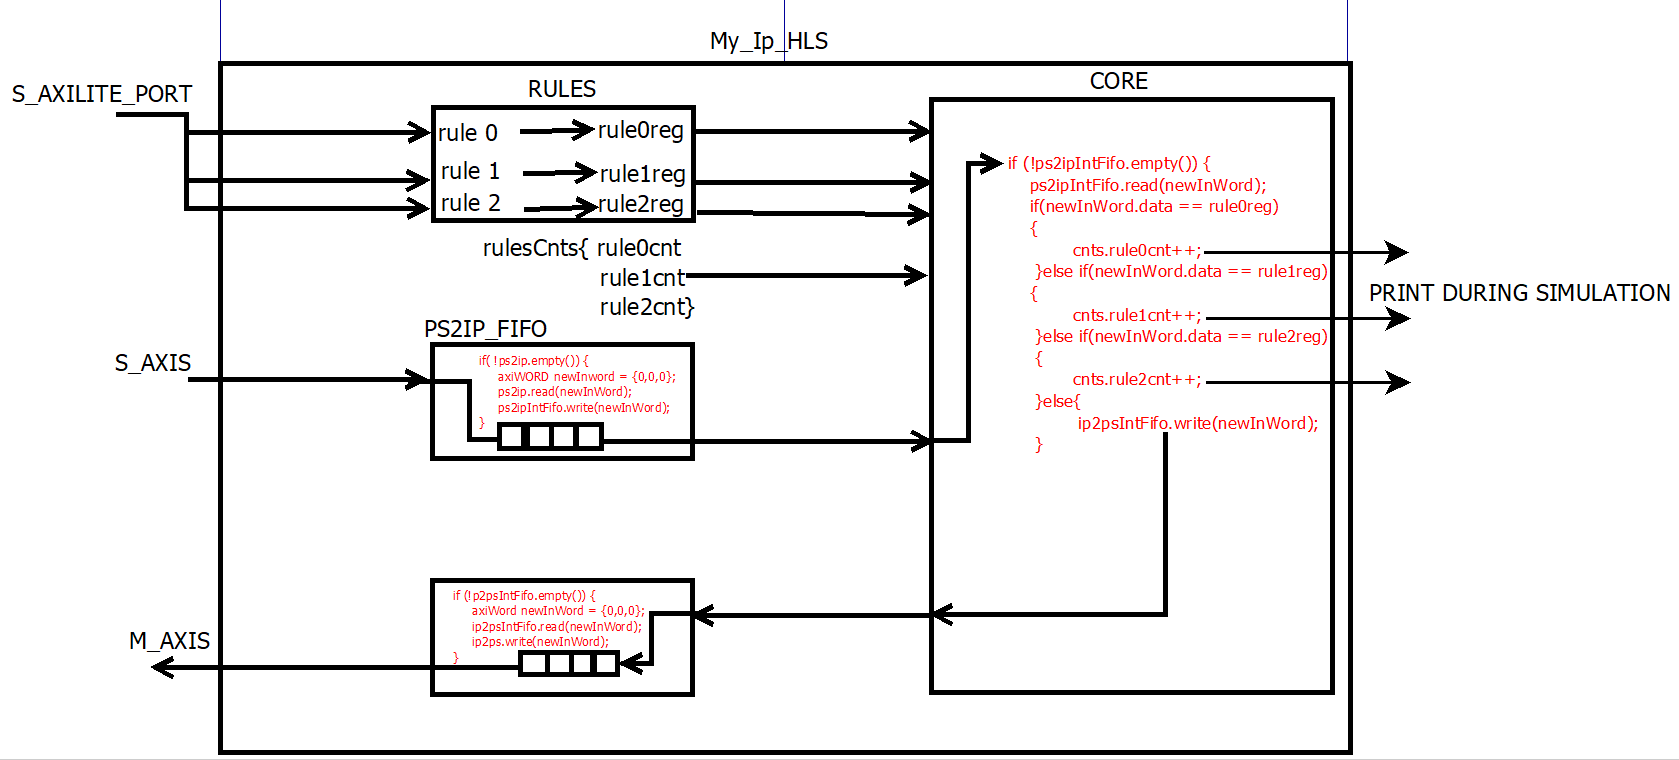 My_Ip_HLS
S_AXILITE_PORT
RULES
rule 0 rule0reg
rule 1 rule1reg
rule 2 rule2reg
rulesCnts{ rule0cnt
rule1cnt
rule2cnt}
CORE
if (!ps2ipIntFifo.empty()) {
ps2ipIntFifo.read(newInWord);
if(newInWord.data == rule0reg)
{
cnts.rule0cnt++;
}else if(newInWord.data == rule1reg)
{
cnts.rule1cnt++;
}else if(newInWord.data == rule2reg)
{
cnts.rule2cnt++;
}else{
ip2psIntFifo.write(newInWord);
}
PRINT DURING SIMULATION
PS2IP_FIFO
S_AXIS
if( !ps2ip.empty()) {
axiWORD newInword = {0,0,0};
ps2ip.read(newInWord);
ps2ipIntFifo.write(newInWord);
}
M_AXIS
if (!p2psIntFifo.empty()) {
axiWord newInWord = {0,0,0};
ip2psIntFifo.read(newInWord);
ip2ps.write(newInWord);
}